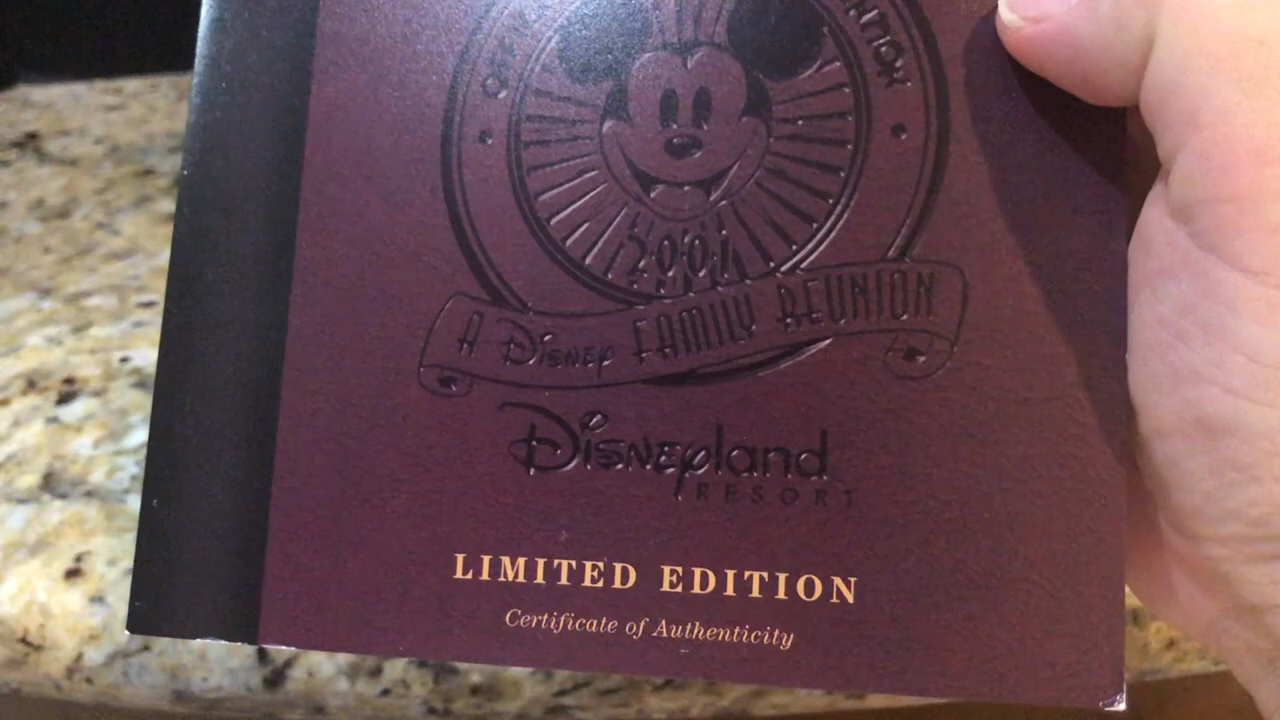 2001
A Disney FAMILY REUNION
Disneyland
RESORT
LIMITED EDITION
Certificate of Authenticity